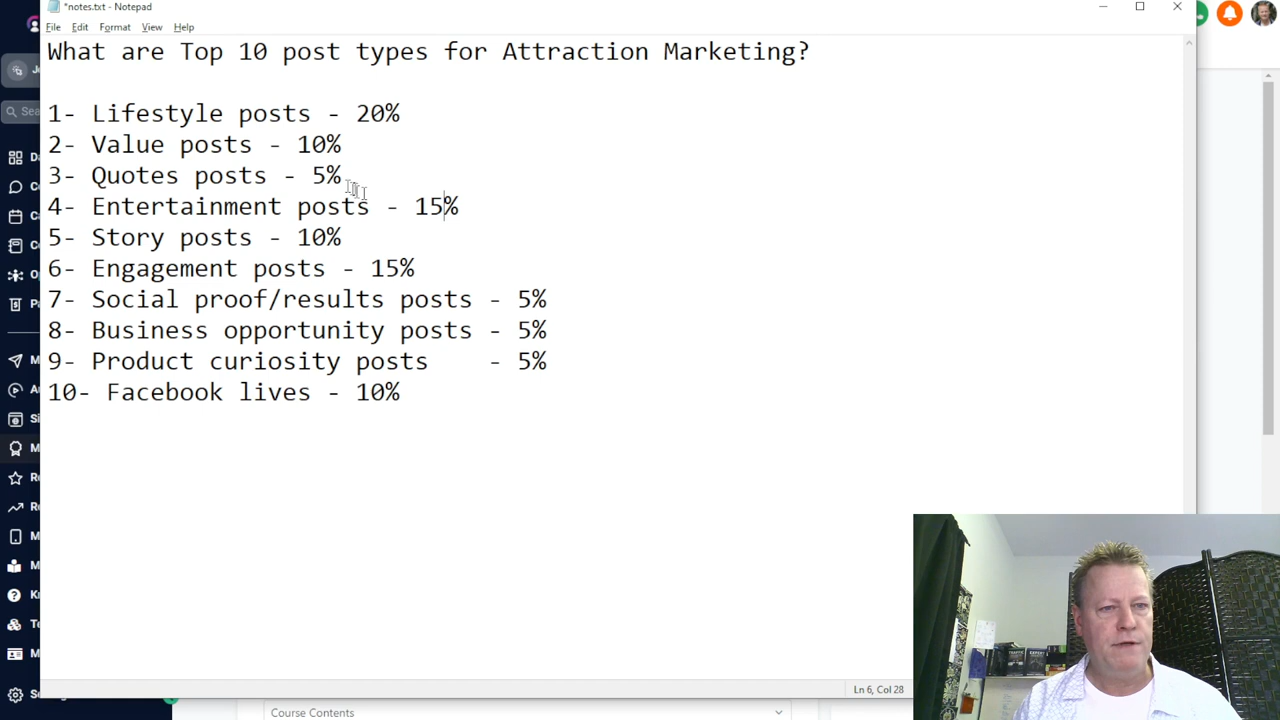 *notes.txt - Notepad
File Edit Format View Help
What are Top 10 post types for Attraction Marketing?
1- Lifestyle posts - 20%
2- Value posts - 10%
3- Quotes posts - 5%
4- Entertainment posts - 15%
5- Story posts - 10%
6- Engagement posts - 15%
7- Social proof/results posts - 5%
8- Business opportunity posts - 5%
9- Product curiosity posts - 5%
10- Facebook lives - 10%
Ln 6, Col 28
Course Contents